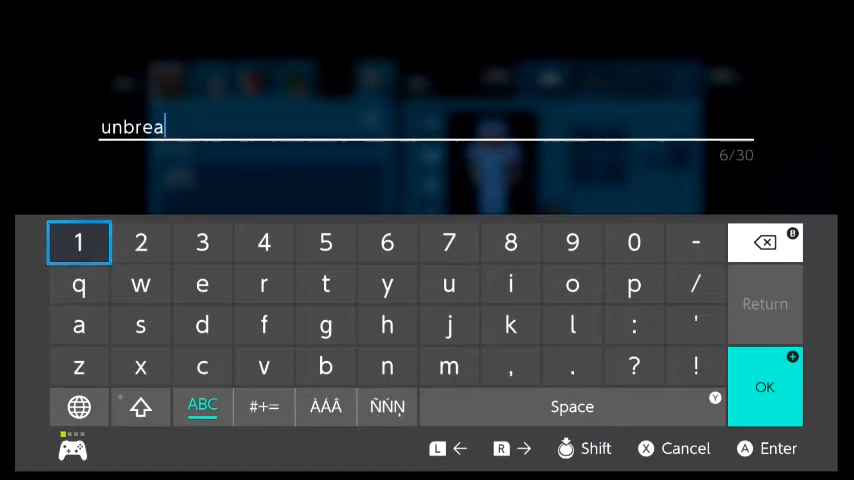 unbrea
6/30
1 2 3 4 5 6 7 8 9 0 - B
q w e r t y u i o p / Return
a s d f g h j k l : '
z x c v b n m , . ? ! + OK
ABC #+= ÀÁÂ ÑŃŅ Space Y
L ← R → Shift X Cancel A Enter